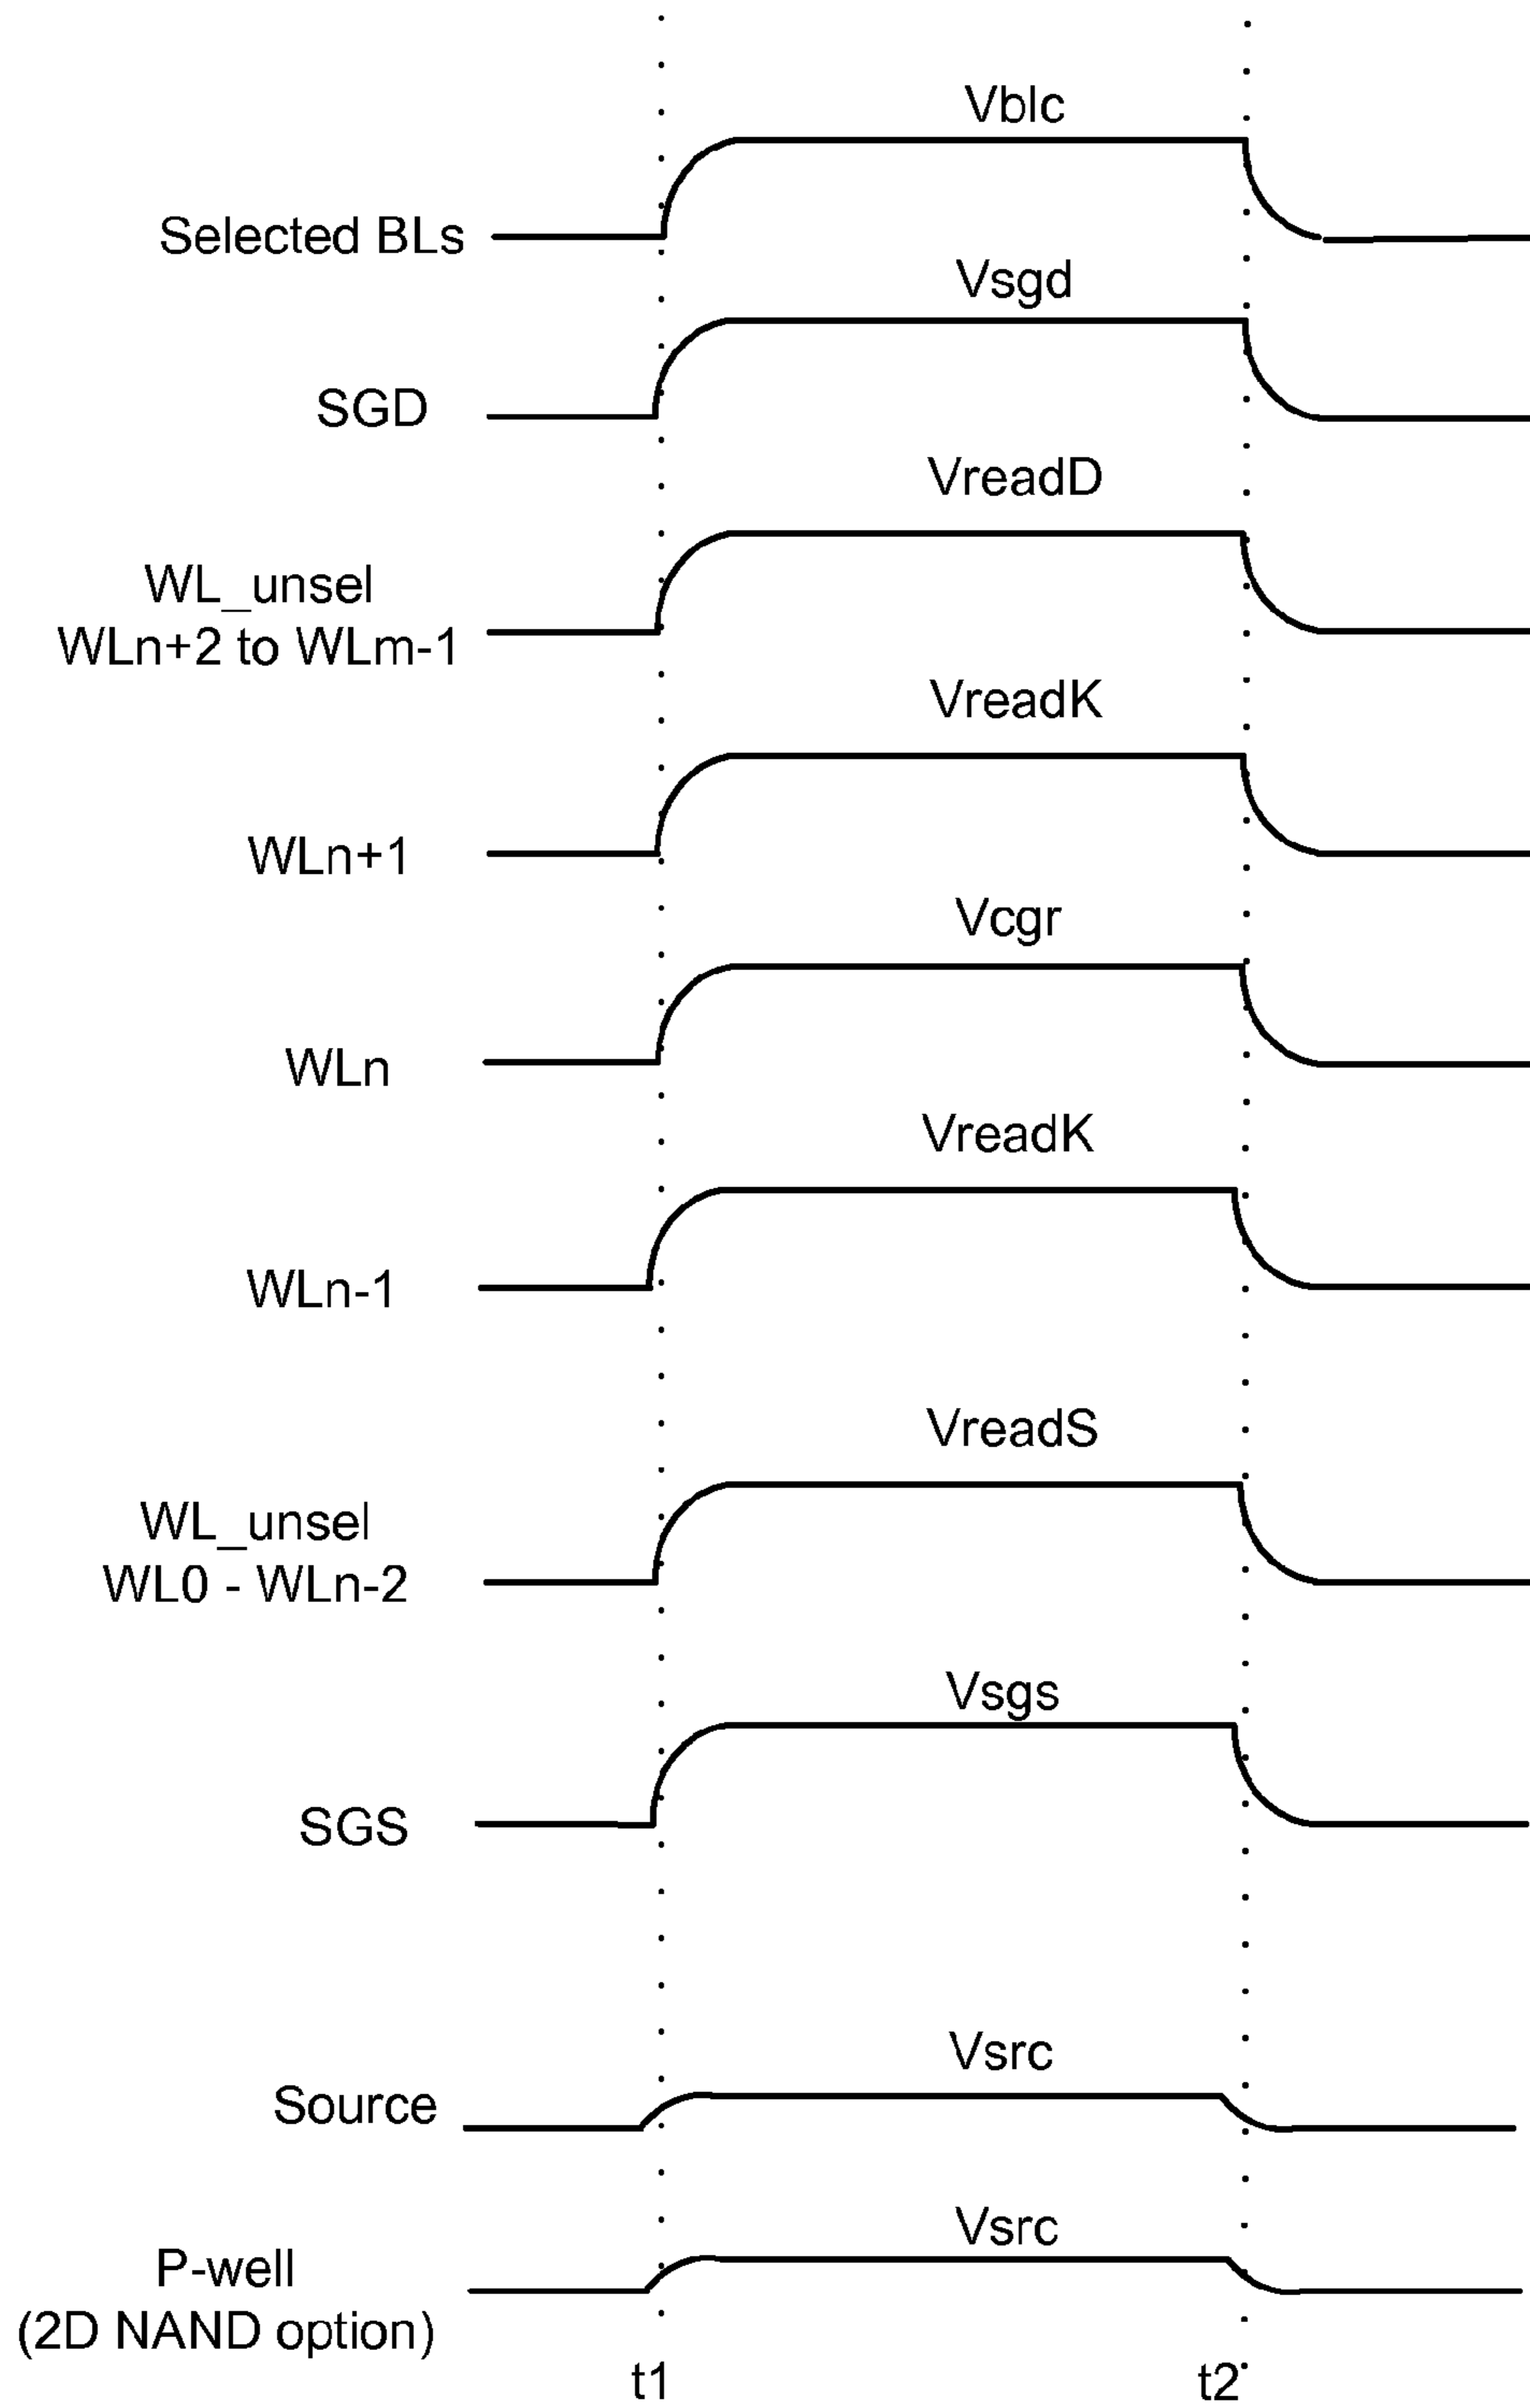 Vblc
Selected BLs
Vsgd
SGD
VreadD
WL_unsel
WLn+2 to WLm-1
VreadK
WLn+1
Vcgr
WLn
VreadK
WLn-1
VreadS
WL_unsel
WL0 - WLn-2
Vsgs
SGS
Vsrc
Source
Vsrc
P-well
(2D NAND option)
t1
t2